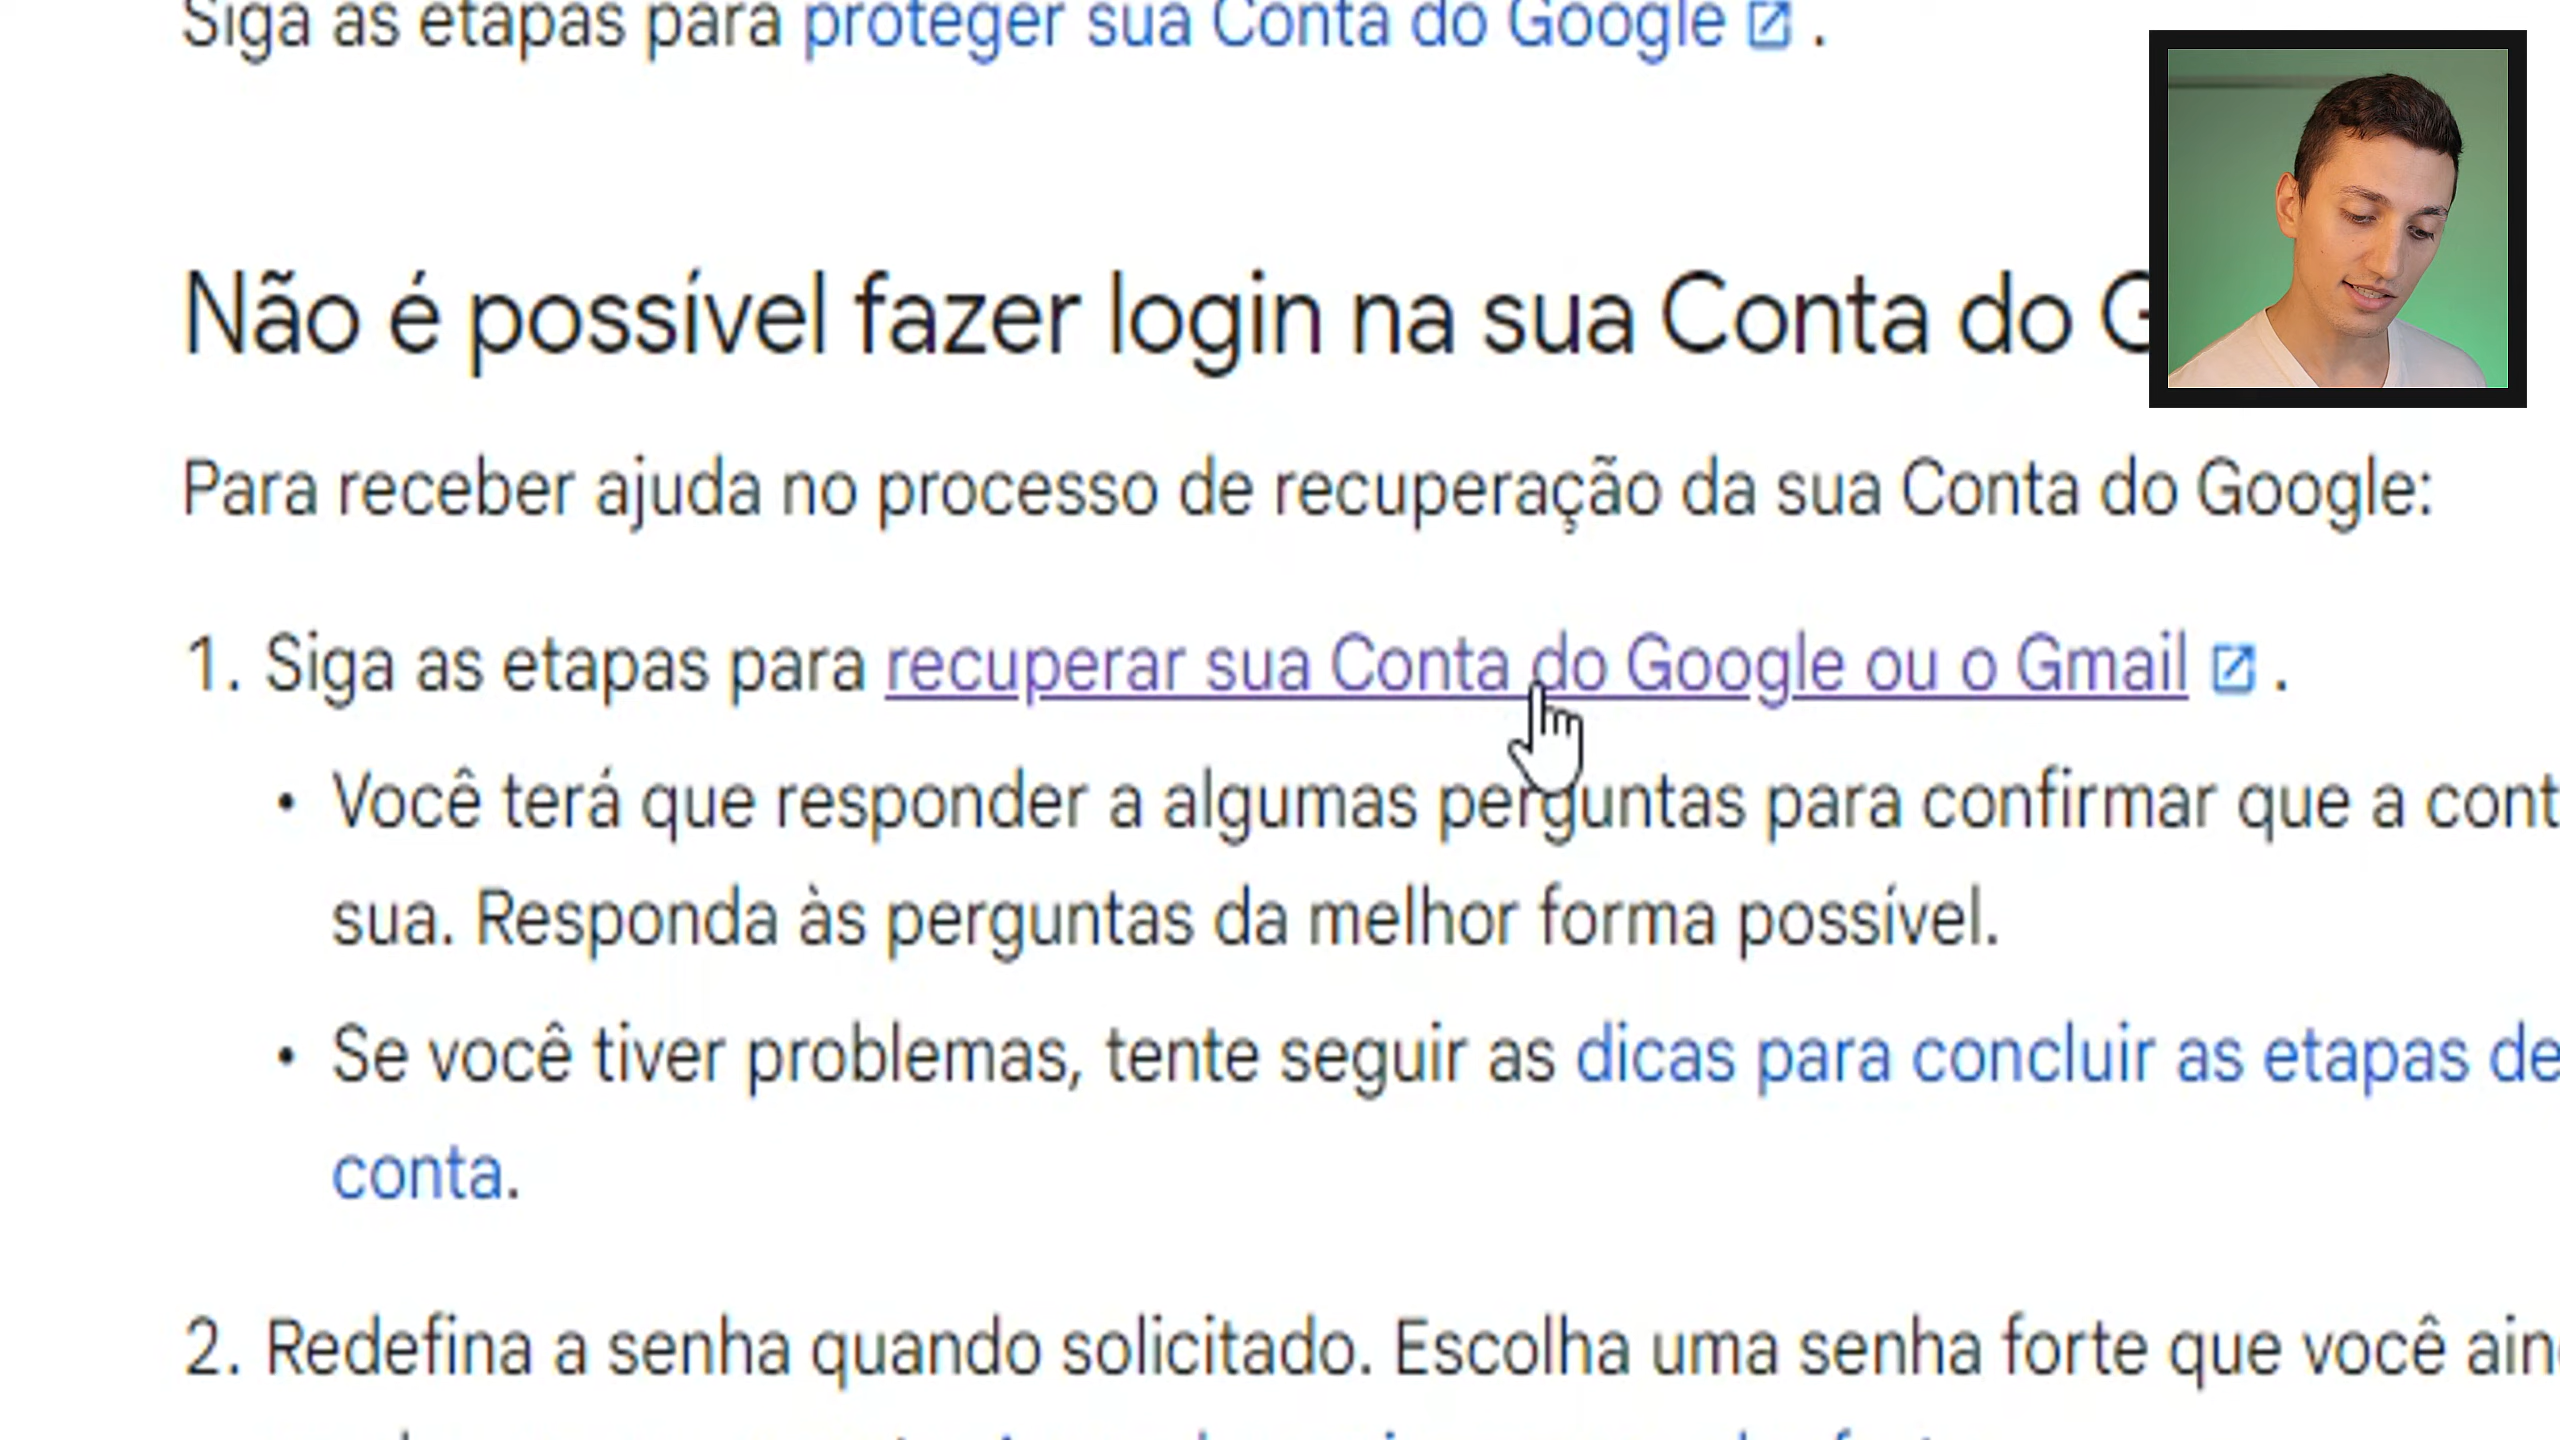 Siga as etapas para proteger sua Conta do Google .
Não é possível fazer login na sua Conta do
Para receber ajuda no processo de recuperação da sua Conta do Google:
1. Siga as etapas para recuperar sua Conta do Google ou o Gmail .
• Você terá que responder a algumas perguntas para confirmar que a cont
sua. Responda às perguntas da melhor forma possível.
• Se você tiver problemas, tente seguir as dicas para concluir as etapas de
conta.
2. Redefina a senha quando solicitado. Escolha uma senha forte que você ain